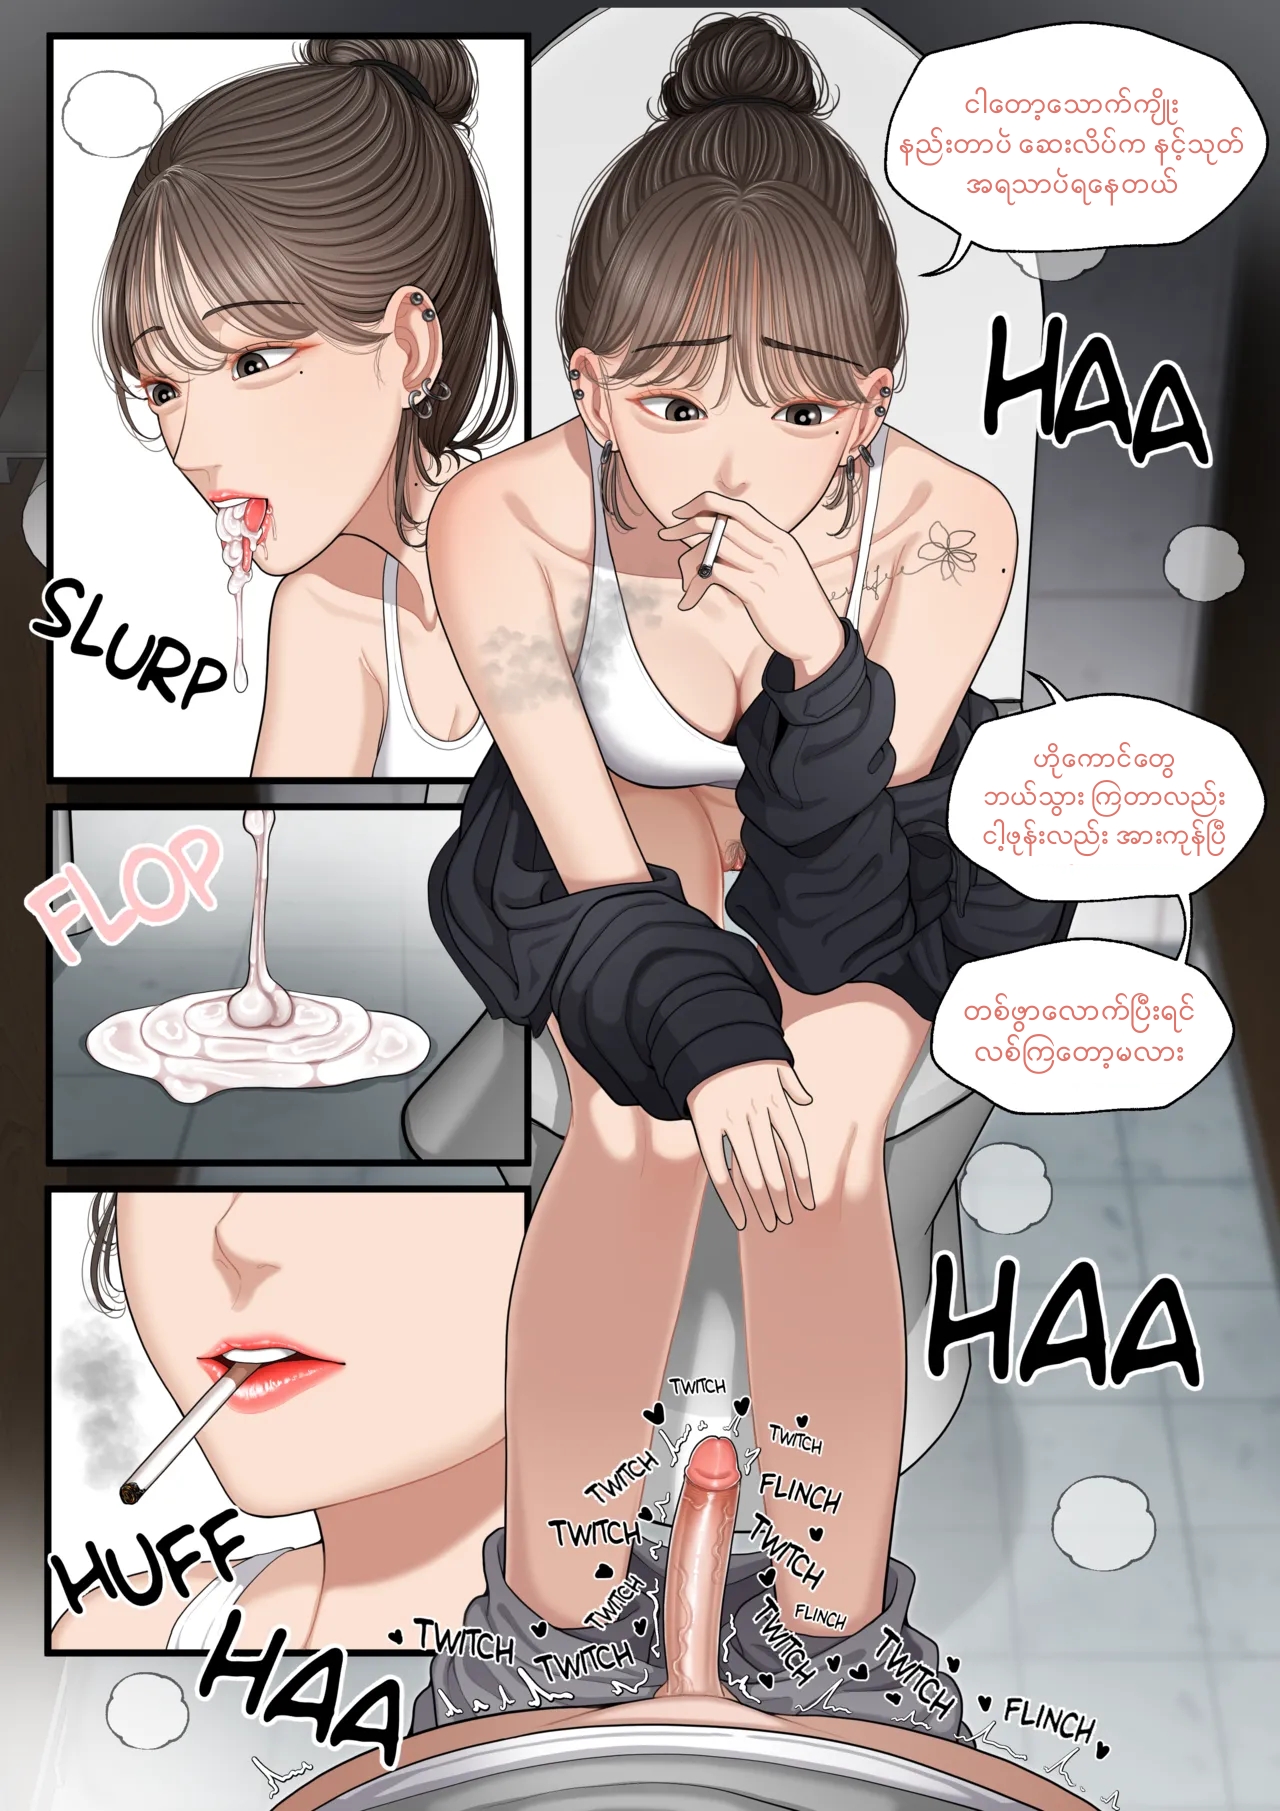 ငါတော့သောက်ကျိုး
နည်းတာပဲ ဆေးလိပ်က နင့်သုတ်
အရသာပဲရနေတယ်
HAA
SLURP
ဟိုကောင်တွေ
ဘယ်သွား ကြတာလည်း
ငါ့ဖုန်းလည်း အားကုန်ပြီ
FLOP
တစ်ဖွာလောက်ပြီးရင်
လစ်ကြတော့မလား
HAA
HUFF
HAA
TWITCH
TWITCH
TWITCH
FLINCH
TWITCH
TWITCH
TWITCH
FLINCH
TWITCH
TWITCH
TWITCH
TWITCH
FLINCH